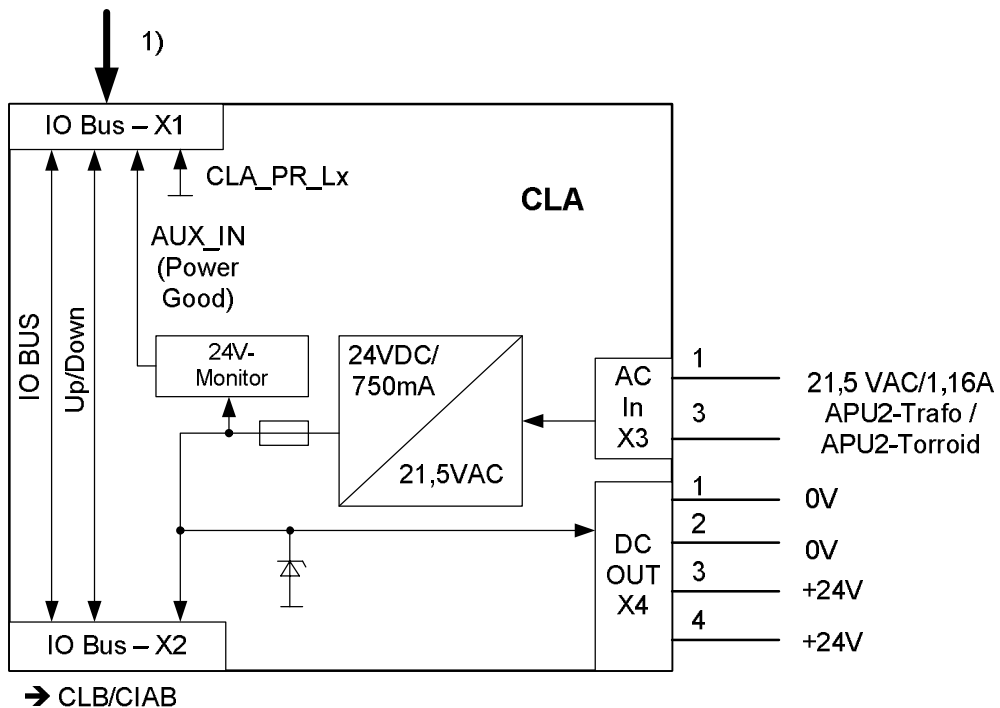 1)
IO Bus – X1
CLA_PR_Lx
CLA
AUX_IN
(Power
Good)
IO BUS
Up/Down
24V-
Monitor
24VDC/
750mA
21,5VAC
AC
In
X3
1
3
21,5 VAC/1,16A
APU2-Trafo /
APU2-Torroid
DC
OUT
X4
1
0V
2
0V
3
+24V
4
+24V
IO Bus – X2
➔ CLB/CIAB